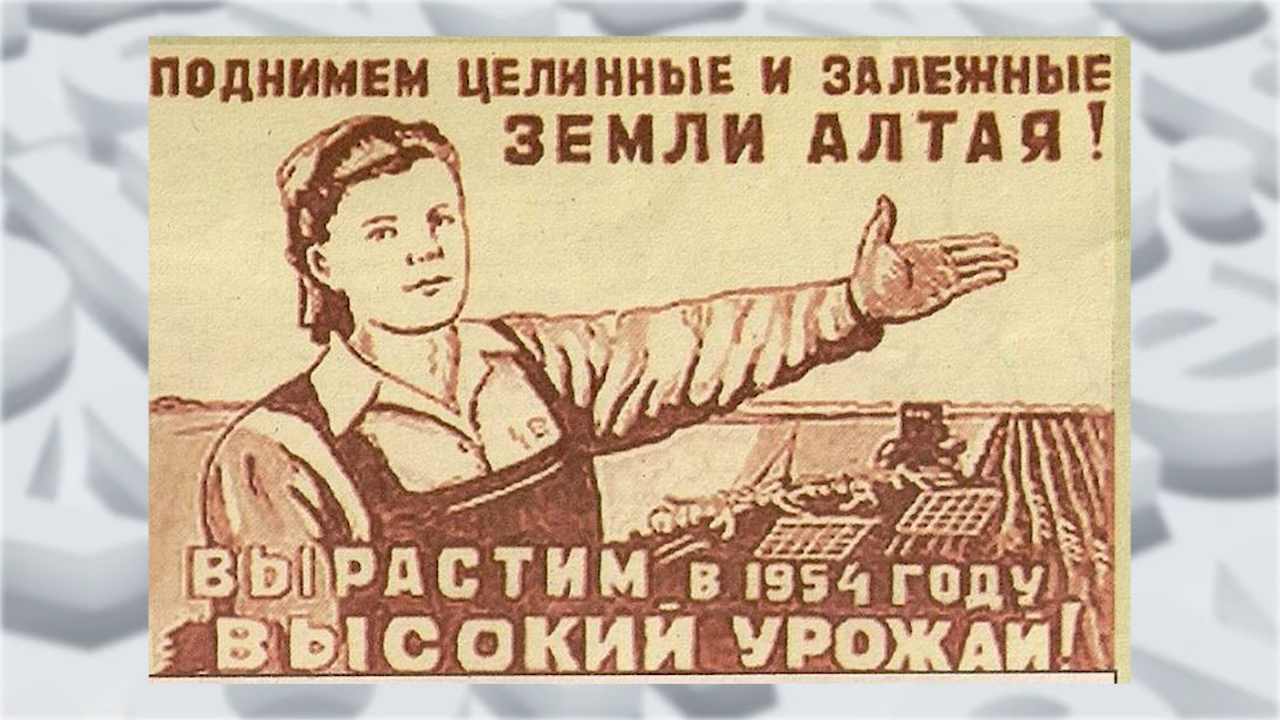 ПОДНИМЕМ ЦЕЛИННЫЕ И ЗАЛЕЖНЫЕ
ЗЕМЛИ АЛТАЯ!
ВЫРАСТИМ В 1954 ГОДУ
ВЫСОКИЙ УРОЖАЙ!